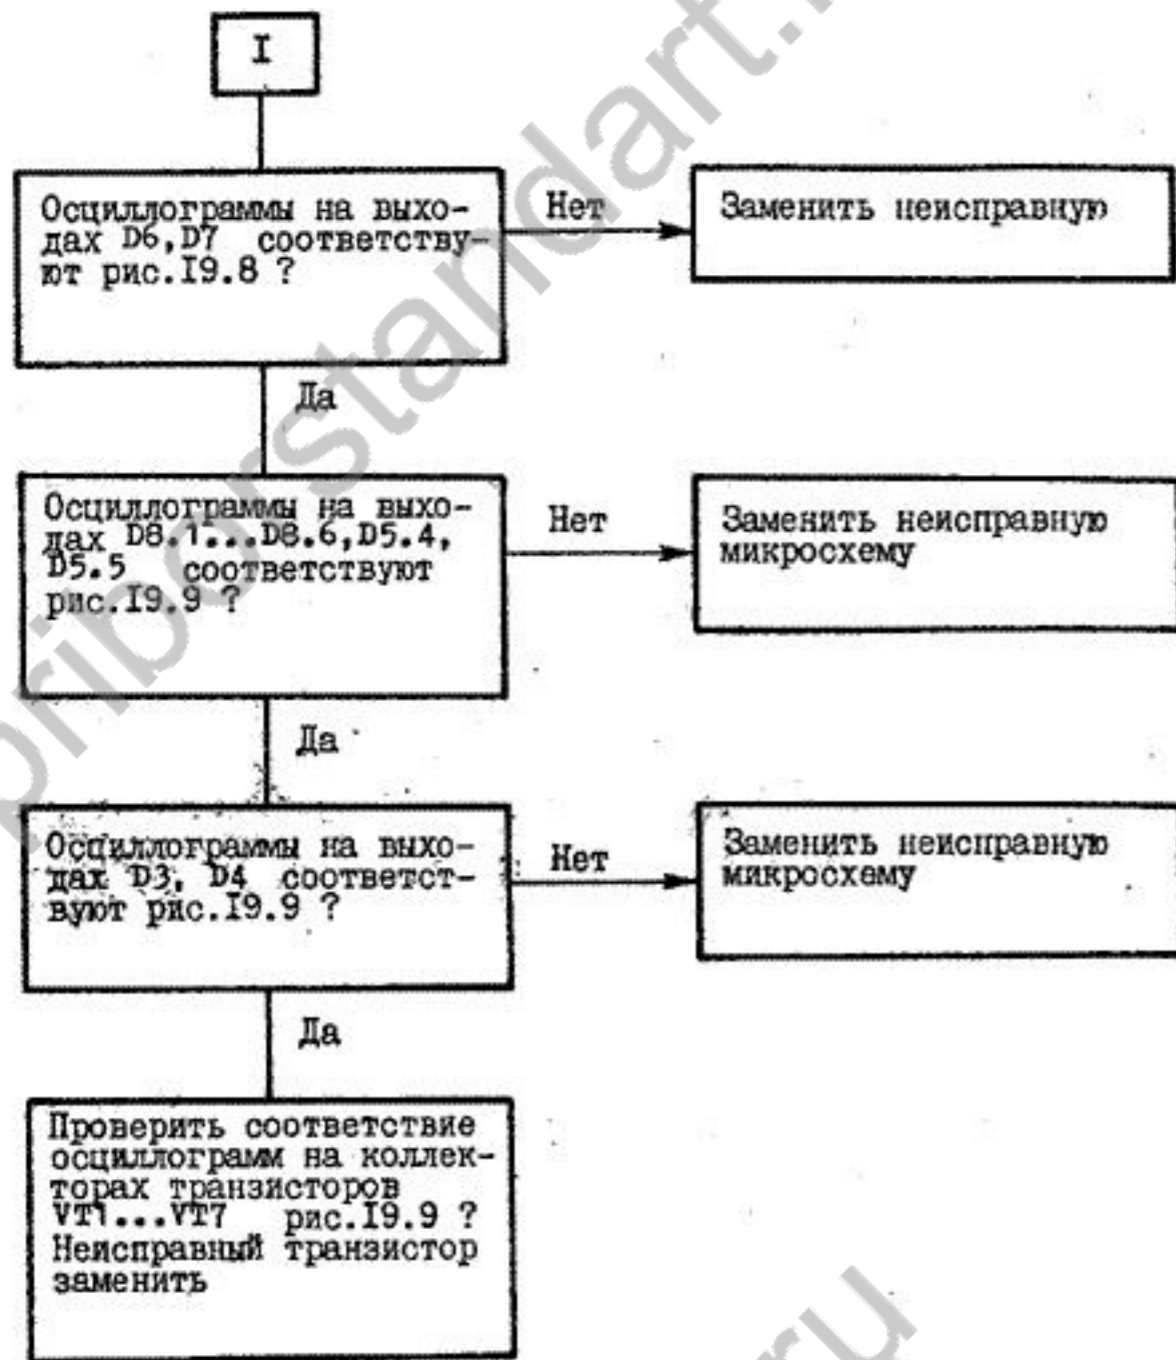 I
Осциллограммы на выхо-
дах D6,D7 соответству-
ют рис.I9.8 ?
Нет
Заменить неисправную
Да
Осциллограммы на выхо-
дах D8.1...D8.6,D5.4,
D5.5 соответствуют
рис.I9.9 ?
Нет
Заменить неисправную
микросхему
Да
Осциллограммы на выхо-
дах D3, D4 соответст-
вуют рис.I9.9 ?
Нет
Заменить неисправную
микросхему
Да
Проверить соответствие
осциллограмм на коллек-
торах транзисторов
VT1...VT7 рис.I9.9 ?
Неисправный транзистор
заменить
priborstandart.
ru